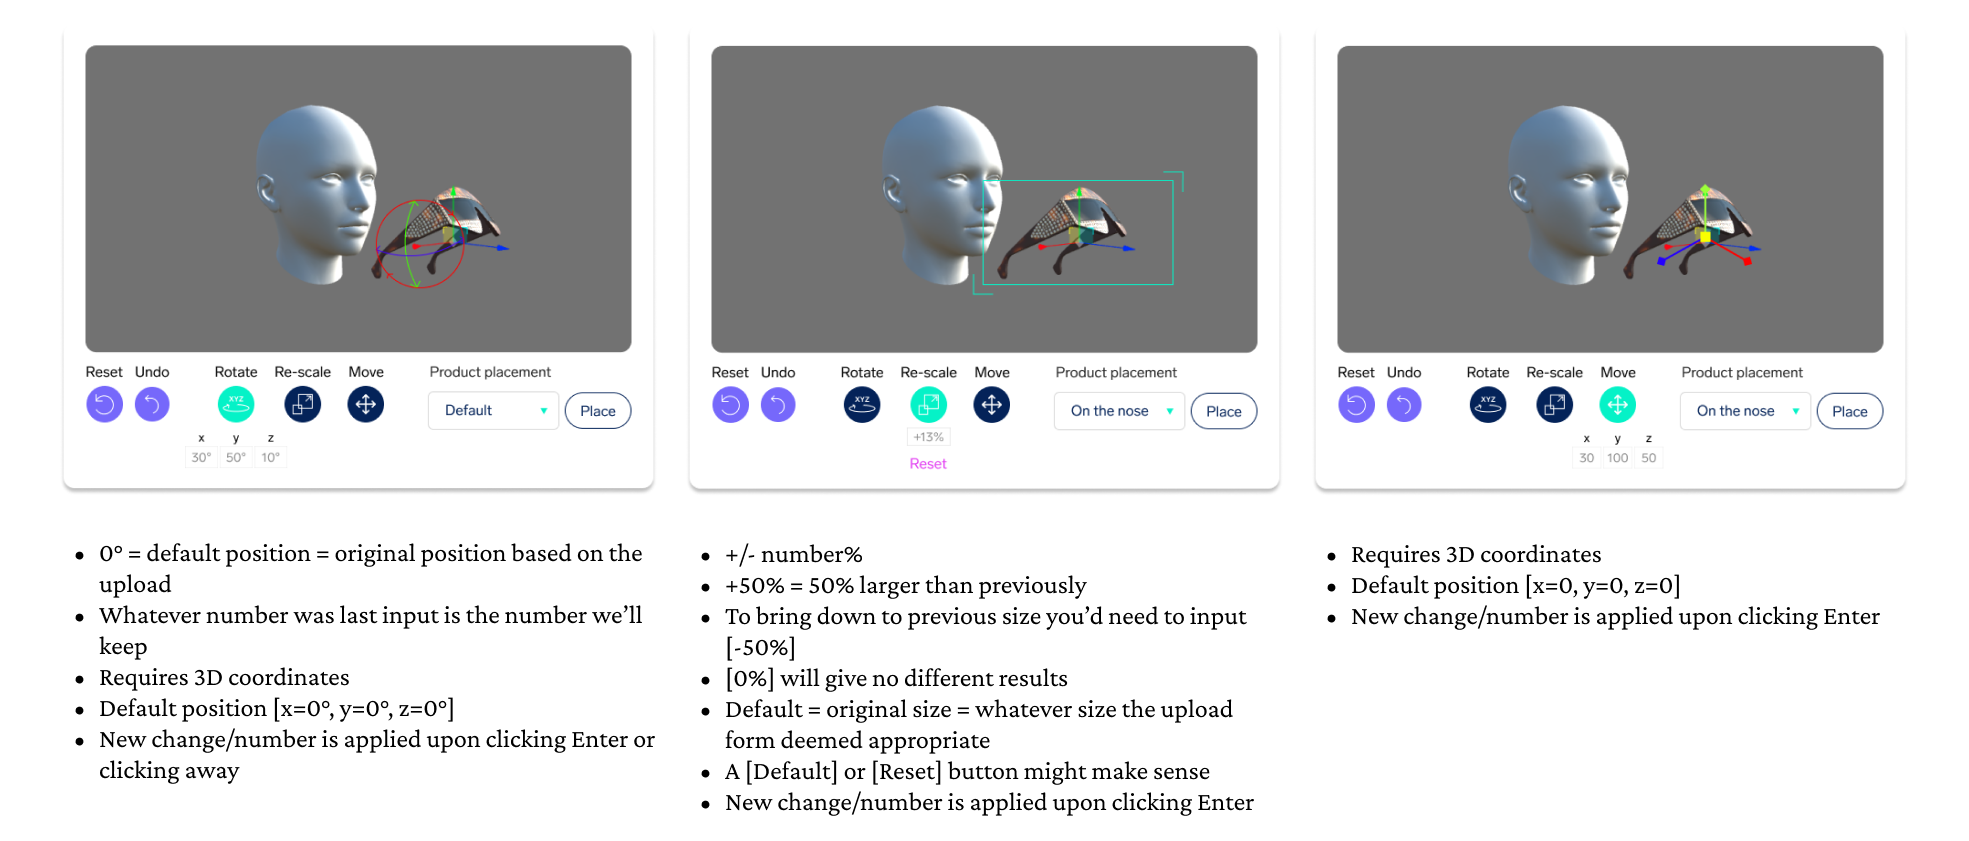 Reset Undo Rotate Re-scale Move Product placement
XYZ
Default ▼ Place
x y z
30° 50° 10°
• 0° = default position = original position based on the
upload
• Whatever number was last input is the number we’ll
keep
• Requires 3D coordinates
• Default position [x=0°, y=0°, z=0°]
• New change/number is applied upon clicking Enter or
clicking away
Reset Undo Rotate Re-scale Move Product placement
XYZ
On the nose ▼ Place
+13%
Reset
• +/- number%
• +50% = 50% larger than previously
• To bring down to previous size you’d need to input
[-50%]
• [0%] will give no different results
• Default = original size = whatever size the upload
form deemed appropriate
• A [Default] or [Reset] button might make sense
• New change/number is applied upon clicking Enter
Reset Undo Rotate Re-scale Move Product placement
XYZ
On the nose ▼ Place
x y z
30 100 50
• Requires 3D coordinates
• Default position [x=0, y=0, z=0]
• New change/number is applied upon clicking Enter